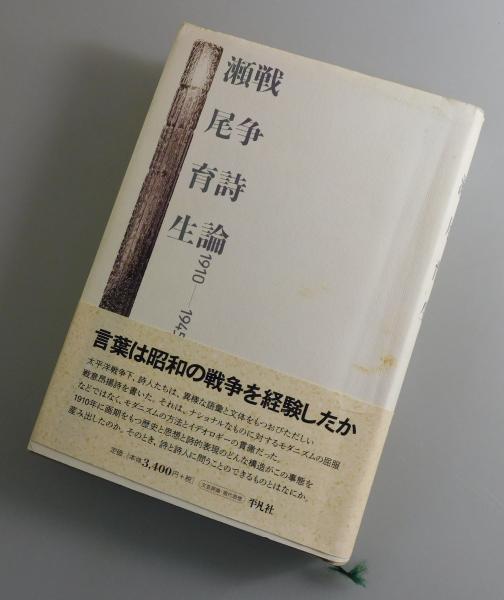 戦争詩論
1910—1945
瀬尾育生
言葉は昭和の戦争を経験したか
太平洋戦争下、詩人たちは、異様な語彙と文体をもつおびただしい
戦意昂揚詩を書いた。それは、ナショナルなものに対するモダニズムの屈服
などではなく、モダニズムの方法とイデオロギーの貫徹だった。
1910年に画期をもつ歴史と思想と詩的表現のどんな構造がこの事態を
産み出したのか。そのとき、詩と詩人に問うことのできるものとはなにか。
定価[本体3,400円+税]
文芸評論・現代思想
平凡社